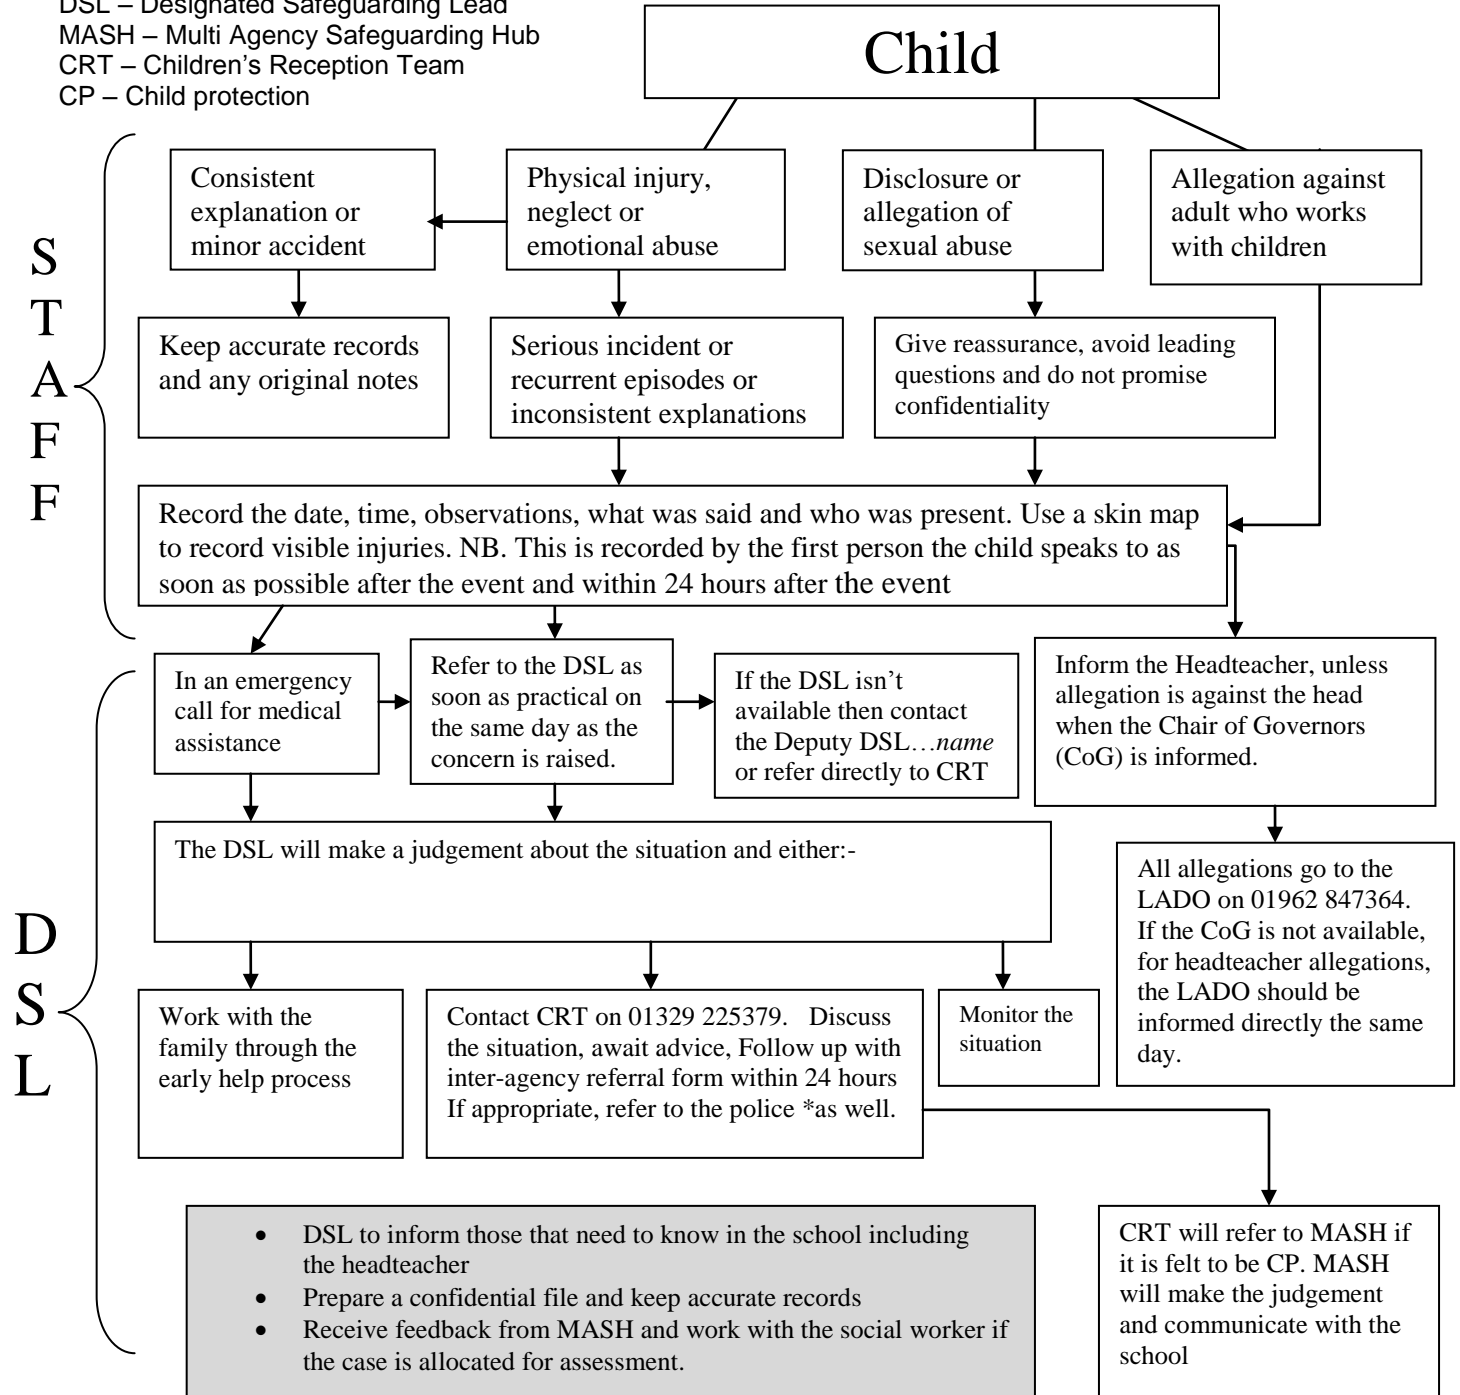 DSL – Designated Safeguarding Lead
MASH – Multi Agency Safeguarding Hub
CRT – Children's Reception Team
CP – Child protection
Child
S
T
A
F
F
Consistent
explanation or
minor accident
Physical injury,
neglect or
emotional abuse
Disclosure or
allegation of
sexual abuse
Allegation against
adult who works
with children
Keep accurate records
and any original notes
Serious incident or
recurrent episodes or
inconsistent explanations
Give reassurance, avoid leading
questions and do not promise
confidentiality
Record the date, time, observations, what was said and who was present. Use a skin map
to record visible injuries. NB. This is recorded by the first person the child speaks to as
soon as possible after the event and within 24 hours after the event
D
S
L
In an emergency
call for medical
assistance
Refer to the DSL as
soon as practical on
the same day as the
concern is raised.
If the DSL isn't
available then contact
the Deputy DSL…name
or refer directly to CRT
Inform the Headteacher, unless
allegation is against the head
when the Chair of Governors
(CoG) is informed.
The DSL will make a judgement about the situation and either:-
All allegations go to the
LADO on 01962 847364.
If the CoG is not available,
for headteacher allegations,
the LADO should be
informed directly the same
day.
Work with the
family through the
early help process
Contact CRT on 01329 225379.   Discuss
the situation, await advice, Follow up with
inter-agency referral form within 24 hours
If appropriate, refer to the police *as well.
Monitor the
situation
• DSL to inform those that need to know in the school including
the headteacher
• Prepare a confidential file and keep accurate records
• Receive feedback from MASH and work with the social worker if
the case is allocated for assessment.
CRT will refer to MASH if
it is felt to be CP. MASH
will make the judgement
and communicate with the
school